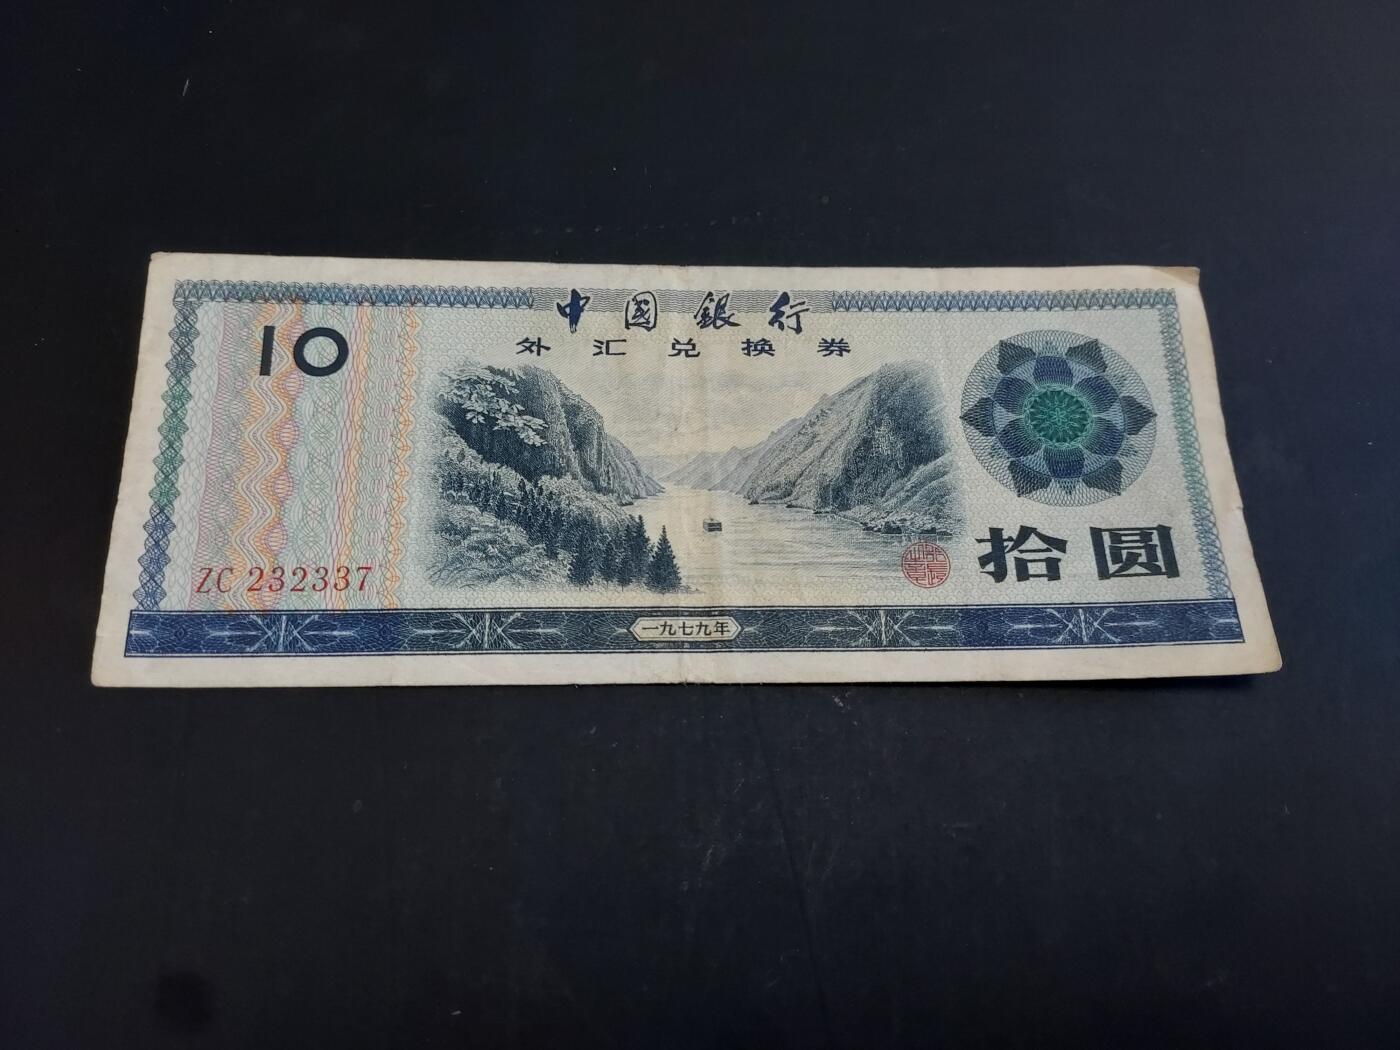 中國銀行
外汇兑换券
10
拾圆
ZC 232337
一九七九年